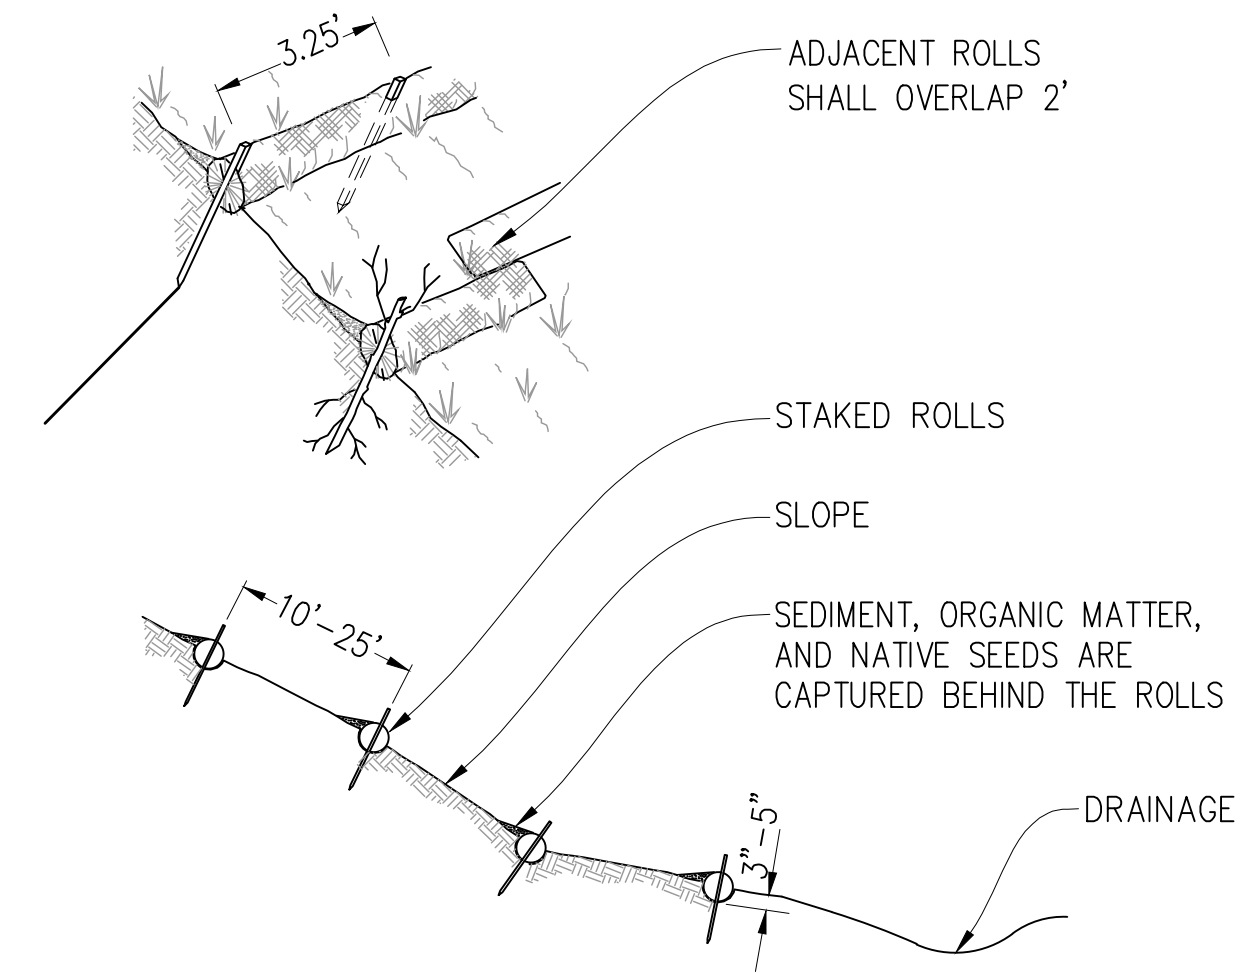 3.25'
ADJACENT ROLLS
SHALL OVERLAP 2'
STAKED ROLLS
SLOPE
10'-25'
SEDIMENT, ORGANIC MATTER,
AND NATIVE SEEDS ARE
CAPTURED BEHIND THE ROLLS
3"-5"
DRAINAGE